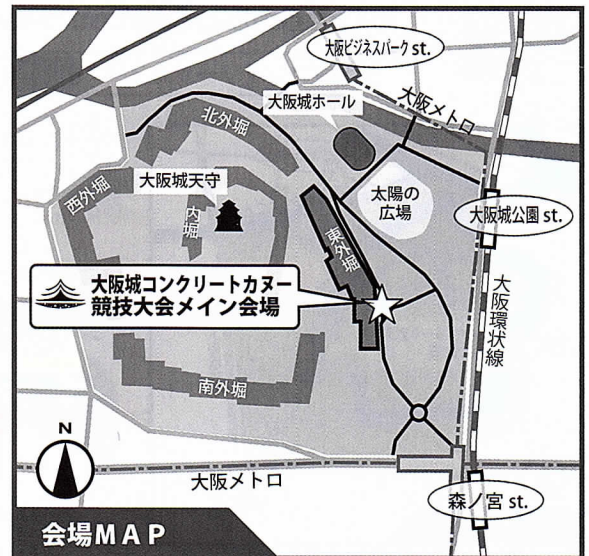 大阪ビジネスパーク st.
大阪城ホール
大阪メトロ
北外堀
西外堀
大阪城天守
内堀
太陽の
広場
大阪城公園 st.
東外堀
大阪城コンクリートカヌー
競技大会メイン会場
大阪環状線
南外堀
N
大阪メトロ
森ノ宮 st.
会場MAP